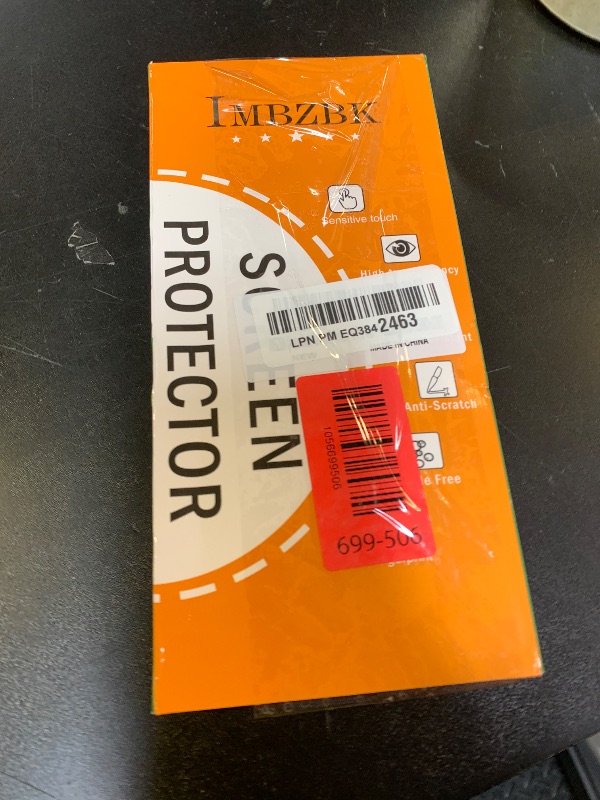 IMBZBK
Sensitive touch
SCREEN
PROTECTOR
LPN PM EQ3842463
MADE IN CHINA
Anti-Scratch
1056699506
Free
699-506